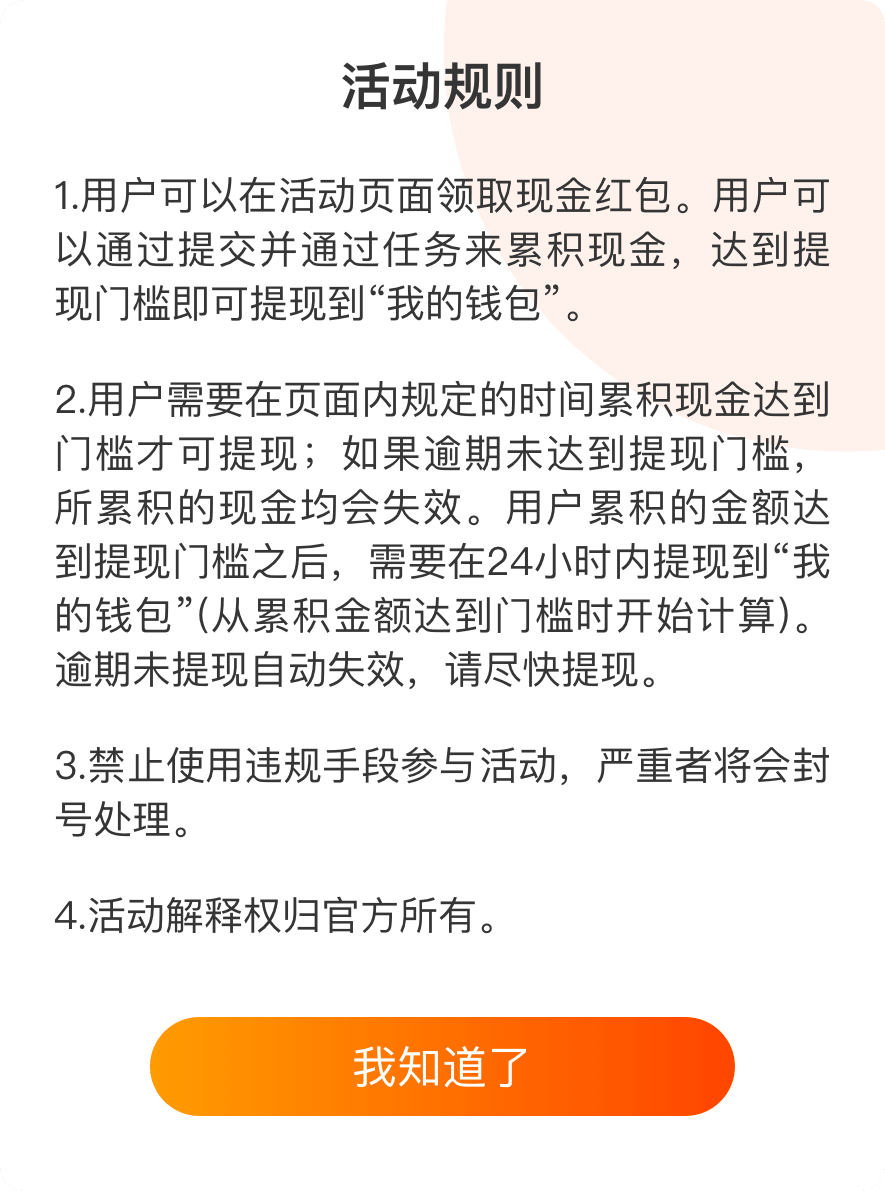 活动规则
1.用户可以在活动页面领取现金红包。用户可
以通过提交并通过任务来累积现金，达到提
现门槛即可提现到“我的钱包”。
2.用户需要在页面内规定的时间累积现金达到
门槛才可提现；如果逾期未达到提现门槛，
所累积的现金均会失效。用户累积的金额达
到提现门槛之后，需要在24小时内提现到“我
的钱包”(从累积金额达到门槛时开始计算)。
逾期未提现自动失效，请尽快提现。
3.禁止使用违规手段参与活动，严重者将会封
号处理。
4.活动解释权归官方所有。
我知道了